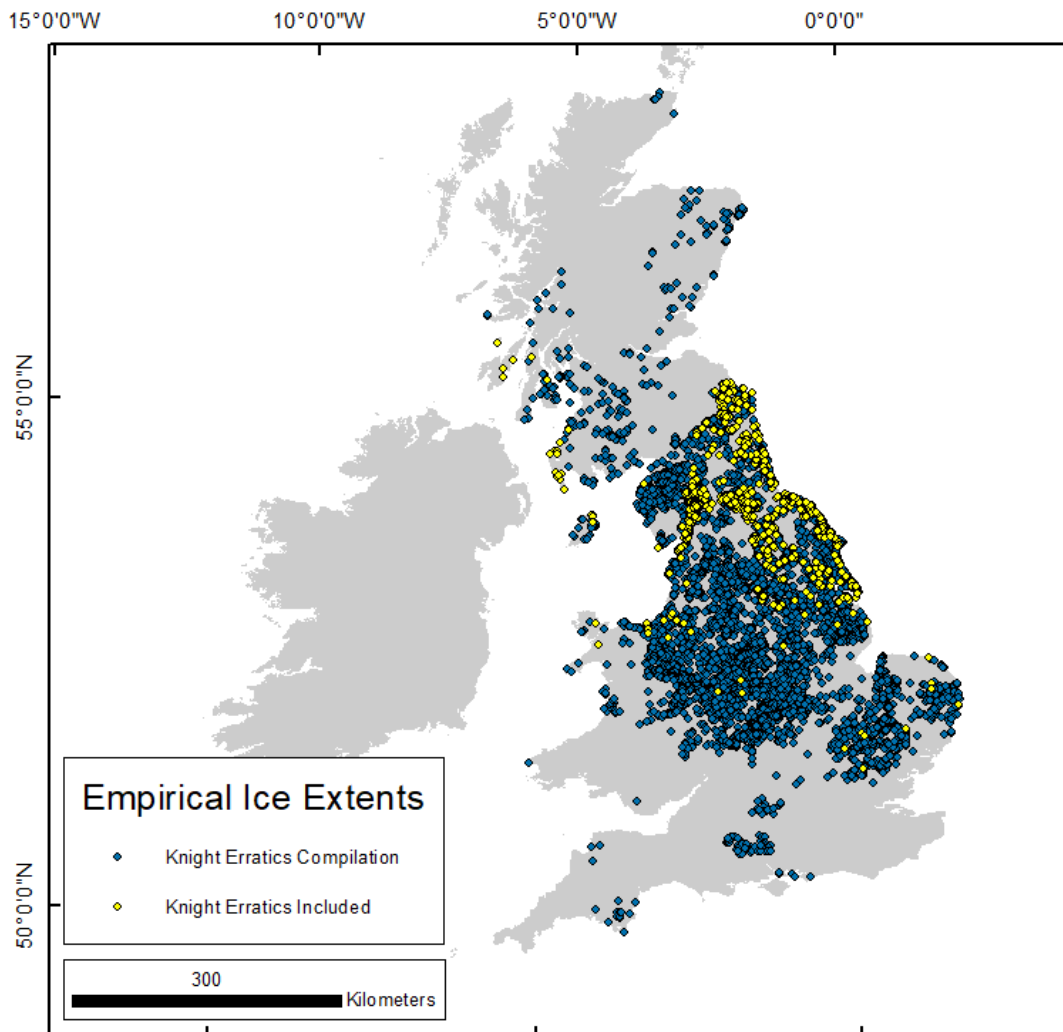 15°0'0"W 10°0'0"W 5°0'0"W 0°0'0"
55°0'0"N
50°0'0"N
Empirical Ice Extents
Knight Erratics Compilation
Knight Erratics Included
300
Kilometers